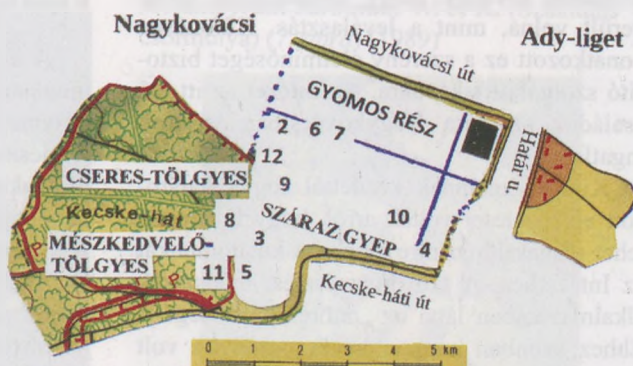 Nagykovácsi
Ady-liget
Nagykovácsi út
GYOMOS RÉSZ
Határ u.
2 6 7
12
CSERES-TÖLGYES
9
Kecske-hát
8
SZÁRAZ GYEP
10
MÉSZKEDVELŐ-
TÖLGYES
3
4
11 5
Kecske-háti út
0 1 2 3 4 5 km